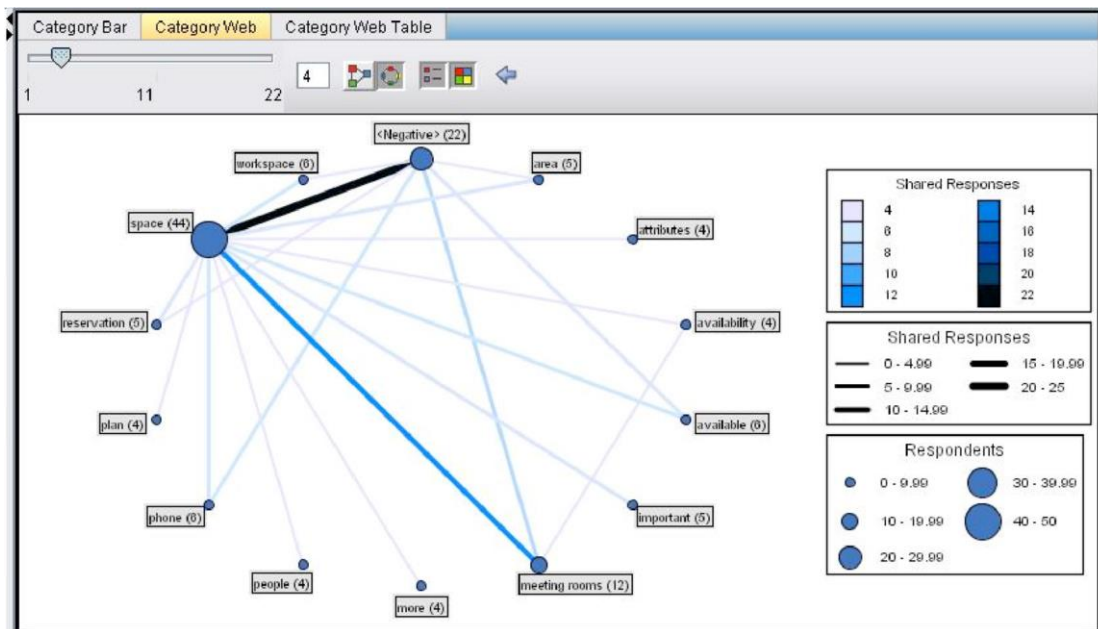 Category Bar
Category Web
Category Web Table
4
1
11
22
<Negative> (22)
workspace (6)
area (5)
space (44)
attributes (4)
reservation (5)
availability (4)
plan (4)
available (6)
phone (6)
important (5)
people (4)
more (4)
meeting rooms (12)
Shared Responses
4
6
8
10
12
14
16
18
20
22
Shared Responses
0 - 4.99
5 - 9.99
10 - 14.99
15 - 19.99
20 - 25
Respondents
0 - 9.99
10 - 19.99
20 - 29.99
30 - 39.99
40 - 50